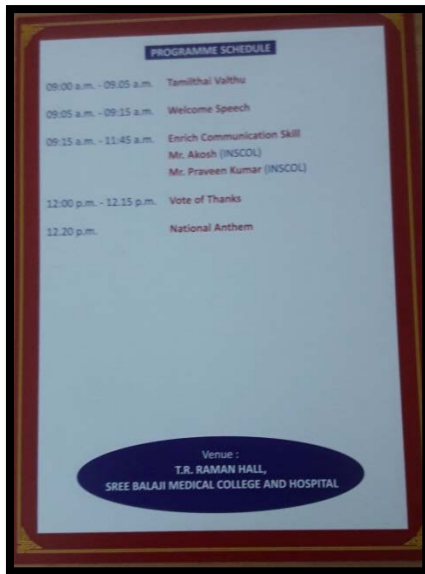 PROGRAMME SCHEDULE
09:00 a.m. - 09.05 a.m. Tamilthai Valthu
09:05 a.m. - 09:15 a.m. Welcome Speech
09:15 a.m. - 11:45 a.m. Enrich Communication Skill
Mr. Akosh (INSCOL)
Mr. Praveen Kumar (INSCOL)
12:00 p.m. - 12.15 p.m. Vote of Thanks
12.20 p.m. National Anthem
Venue :
T.R. RAMAN HALL,
SREE BALAJI MEDICAL COLLEGE AND HOSPITAL